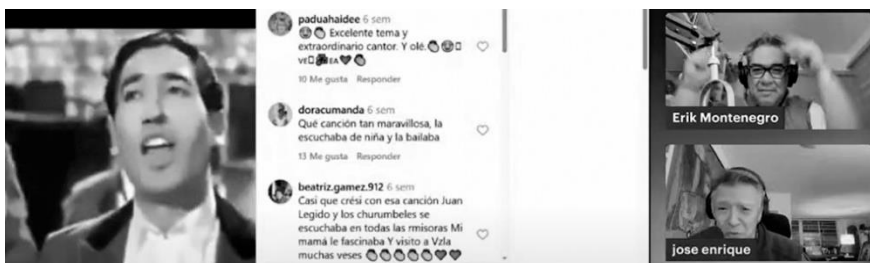 paduahaidee 6 sem
Excelente tema y
extraordinario cantor. Y olé.
VE EA
10 Me gusta Responder
doracumanda 6 sem
Qué canción tan maravillosa, la
escuchaba de niña y la bailaba
13 Me gusta Responder
beatriz.gamez.912 6 sem
Casi que crési con esa canción Juan
Legido y los churumbeles se
escuchaba en todas las rmisoras Mi
mamá le fascinaba Y visito a Vzla
muchas veses
Erik Montenegro
jose enrique